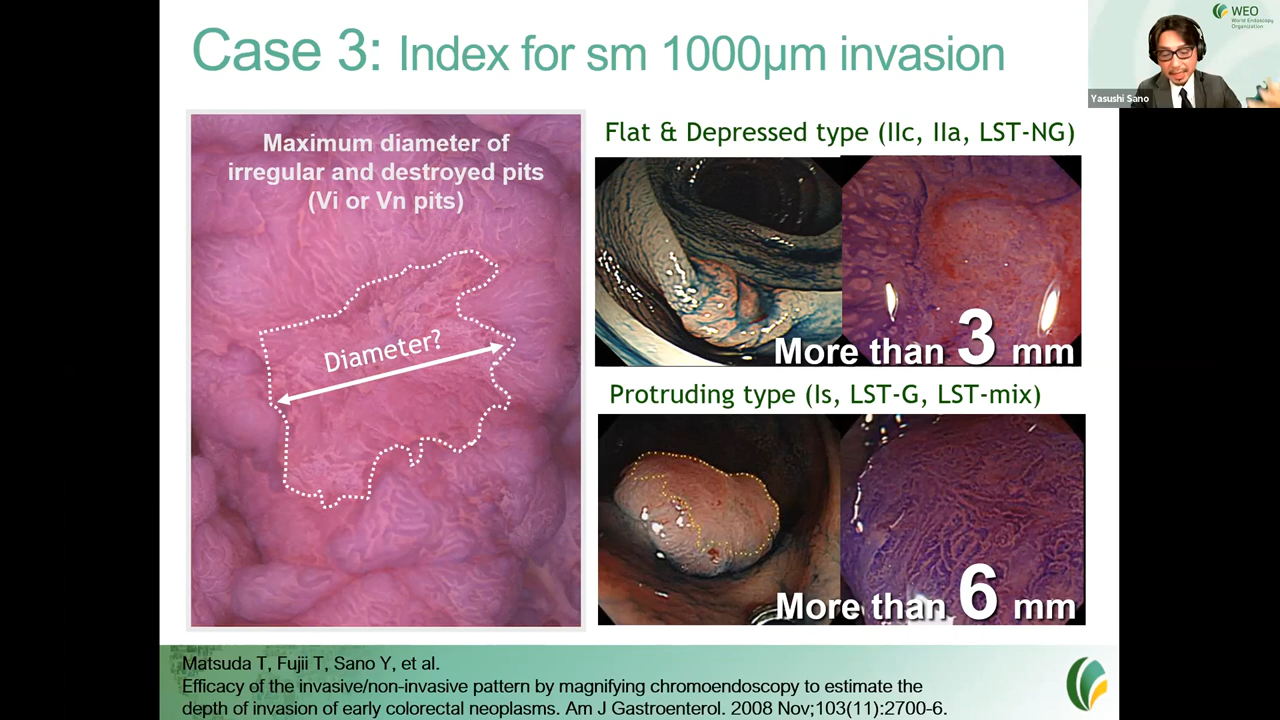 Case 3: Index for sm 1000µm invasion
WEO
World Endoscopy
Organization
Yasushi Sano
Maximum diameter of
irregular and destroyed pits
(Vi or Vn pits)
Diameter?
Flat & Depressed type (IIc, IIa, LST-NG)
More than 3 mm
Protruding type (Is, LST-G, LST-mix)
More than 6 mm
Matsuda T, Fujii T, Sano Y, et al.
Efficacy of the invasive/non-invasive pattern by magnifying chromoendoscopy to estimate the
depth of invasion of early colorectal neoplasms. Am J Gastroenterol. 2008 Nov;103(11):2700-6.